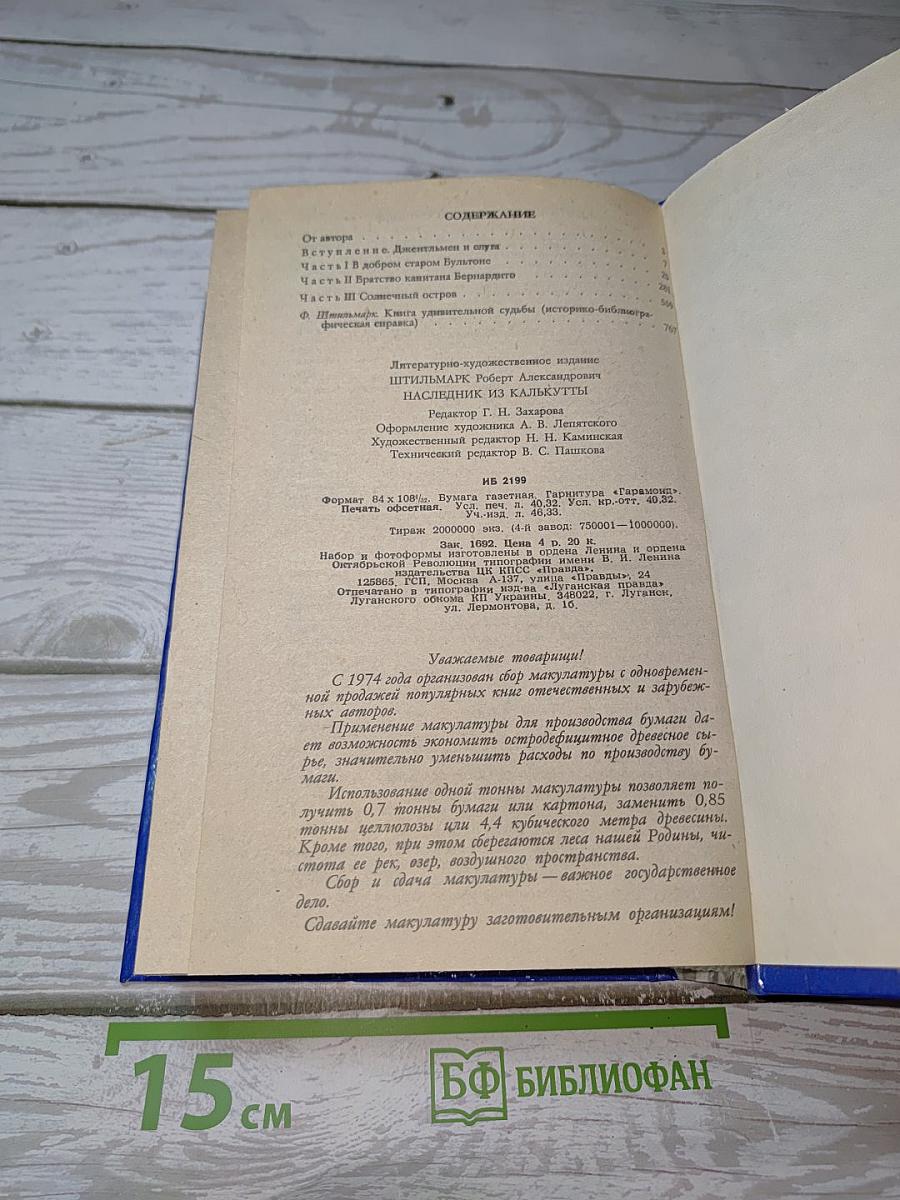 СОДЕРЖАНИЕ
От автора . . . 3
Вступление. Джентльмен и слуга . . . 7
Часть I В добром старом Бультоне . . . 25
Часть II Братство капитана Бернардито . . . 281
Часть III Солнечный остров . . . 566
Ф. Штильмарк. Книга удивительной судьбы (историко-библиогра-
фическая справка) . . . 767
Литературно-художественное издание
ШТИЛЬМАРК Роберт Александрович
НАСЛЕДНИК ИЗ КАЛЬКУТТЫ
Редактор Г. Н. Захарова
Оформление художника А. В. Лепятского
Художественный редактор Н. Н. Каминская
Технический редактор В. С. Пашкова
ИБ 2199
Формат 84 х 108¹/₃₂. Бумага газетная. Гарнитура «Гарамонд».
Печать офсетная. Усл. печ. л. 40,32. Усл. кр.-отт. 40,32.
Уч.-изд. л. 46,33.
Тираж 2000000 экз. (4-й завод: 750001—1000000).
Зак. 1692. Цена 4 р. 20 к.
Набор и фотоформы изготовлены в ордена Ленина и ордена
Октябрьской Революции типографии имени В. И. Ленина
издательства ЦК КПСС «Правда».
125865, ГСП, Москва А-137, улица «Правды», 24
Отпечатано в типографии изд-ва «Луганская правда»
Луганского обкома КП Украины, 348022, г. Луганск,
ул. Лермонтова, д. 1б.
Уважаемые товарищи!
С 1974 года организован сбор макулатуры с одновремен-
ной продажей популярных книг отечественных и зарубеж-
ных авторов.
Применение макулатуры для производства бумаги да-
ет возможность экономить остродефицитное древесное сы-
рье, значительно уменьшить расходы по производству бу-
маги.
Использование одной тонны макулатуры позволяет по-
лучить 0,7 тонны бумаги или картона, заменить 0,85
тонны целлюлозы или 4,4 кубического метра древесины.
Кроме того, при этом сберегаются леса нашей Родины, чи-
стота ее рек, озер, воздушного пространства.
Сбор и сдача макулатуры — важное государственное
дело.
Сдавайте макулатуру заготовительным организациям!
15 см
БФ БИБЛИОФАН